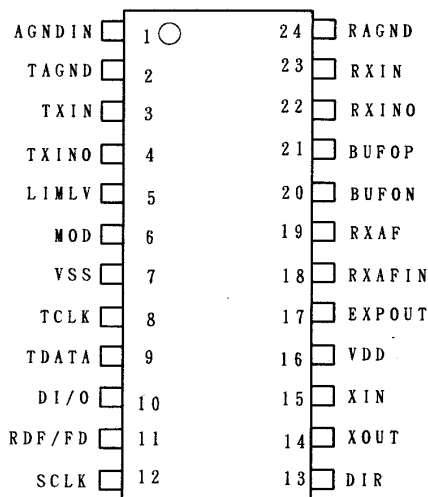 AGNDIN 1 24 RAGND
TAGND 2 23 RXIN
TXIN 3 22 RXINO
TXINO 4 21 BUFOP
LIMLV 5 20 BUFON
MOD 6 19 RXAF
VSS 7 18 RXAFIN
TCLK 8 17 EXPOUT
TDATA 9 16 VDD
DI/O 10 15 XIN
RDF/FD 11 14 XOUT
SCLK 12 13 DIR